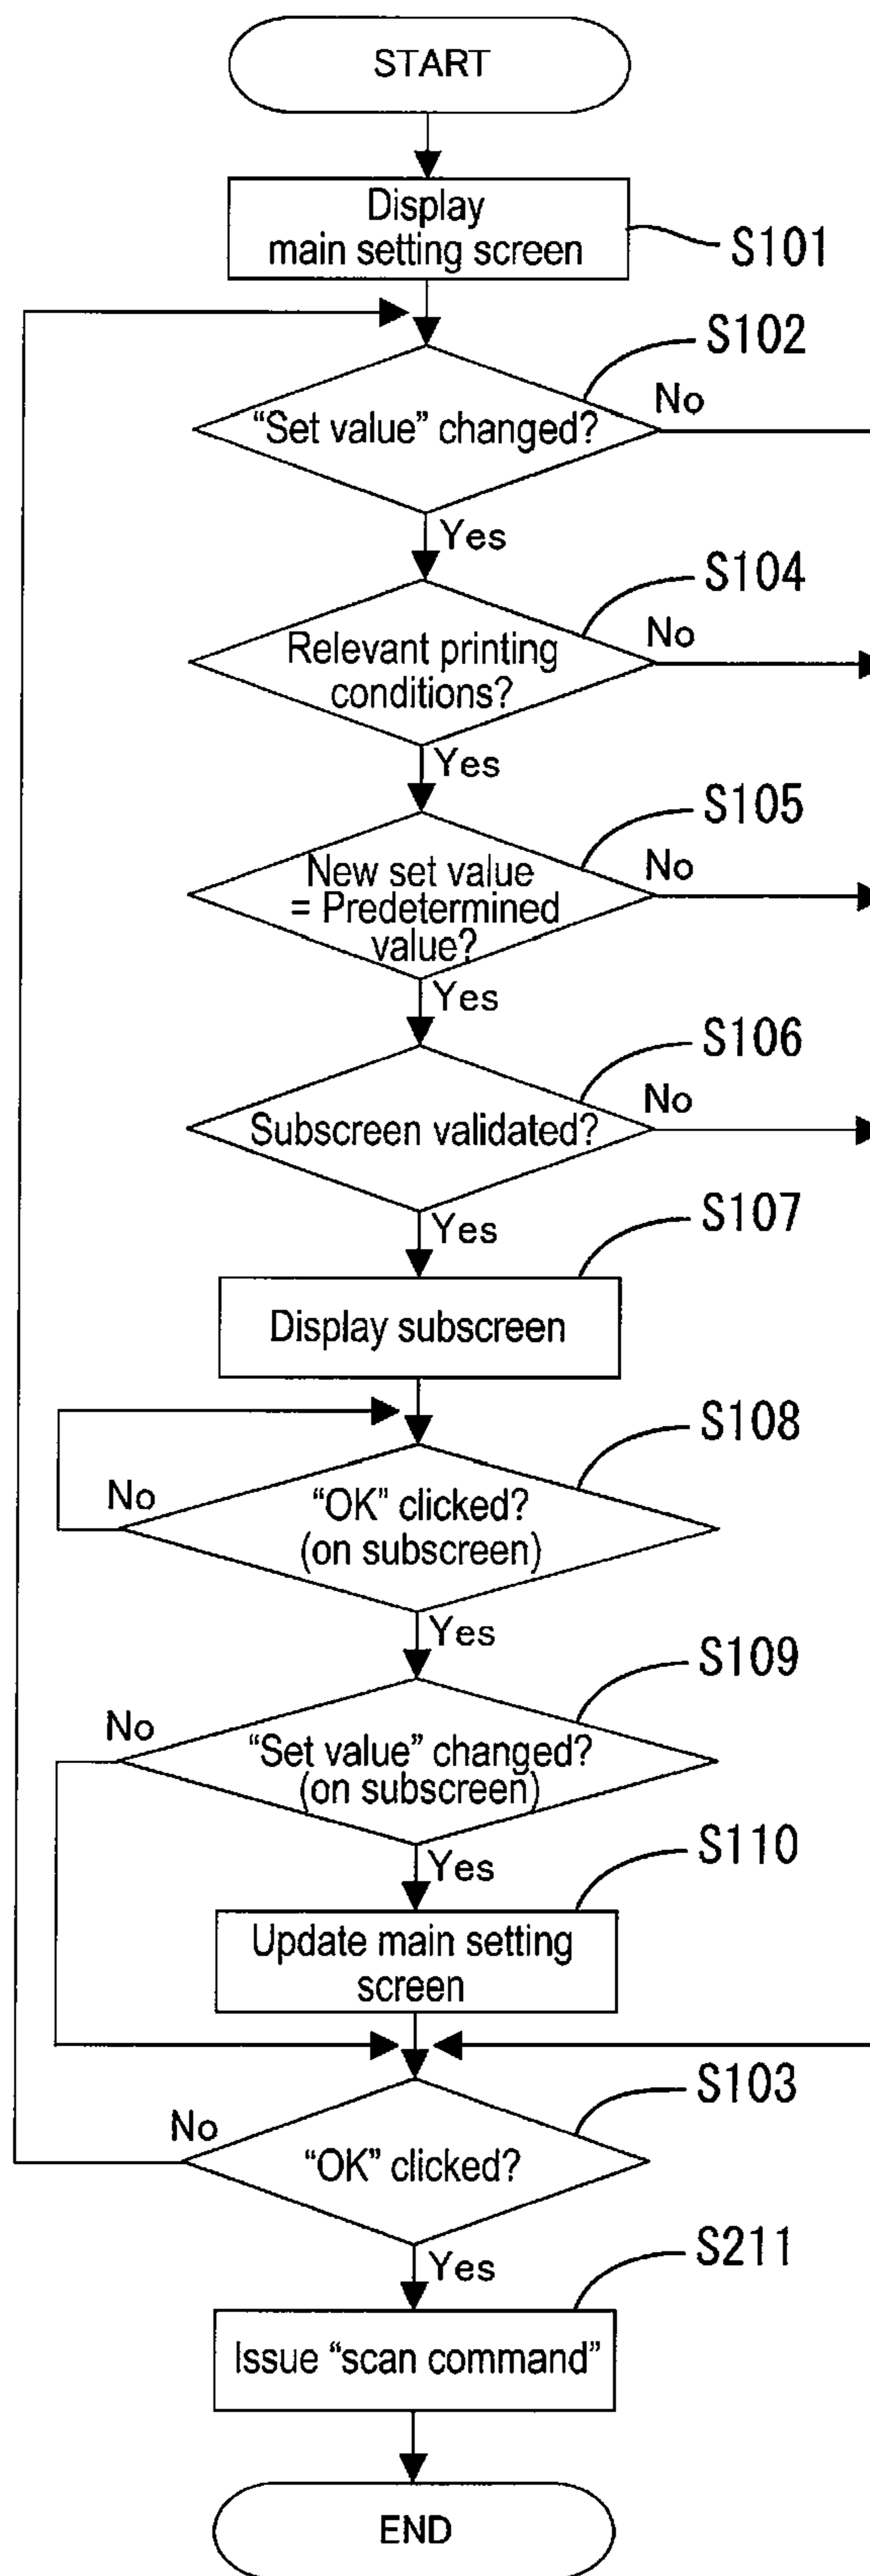 START
Display
main setting screen
S101
S102
“Set value” changed?
No
Yes
S104
Relevant printing
conditions?
No
Yes
S105
New set value
= Predetermined
value?
No
Yes
S106
Subscreen validated?
No
Yes
S107
Display subscreen
S108
No
“OK” clicked?
(on subscreen)
Yes
S109
No
“Set value” changed?
(on subscreen)
Yes
S110
Update main setting
screen
S103
No
“OK” clicked?
Yes
S211
Issue “scan command”
END